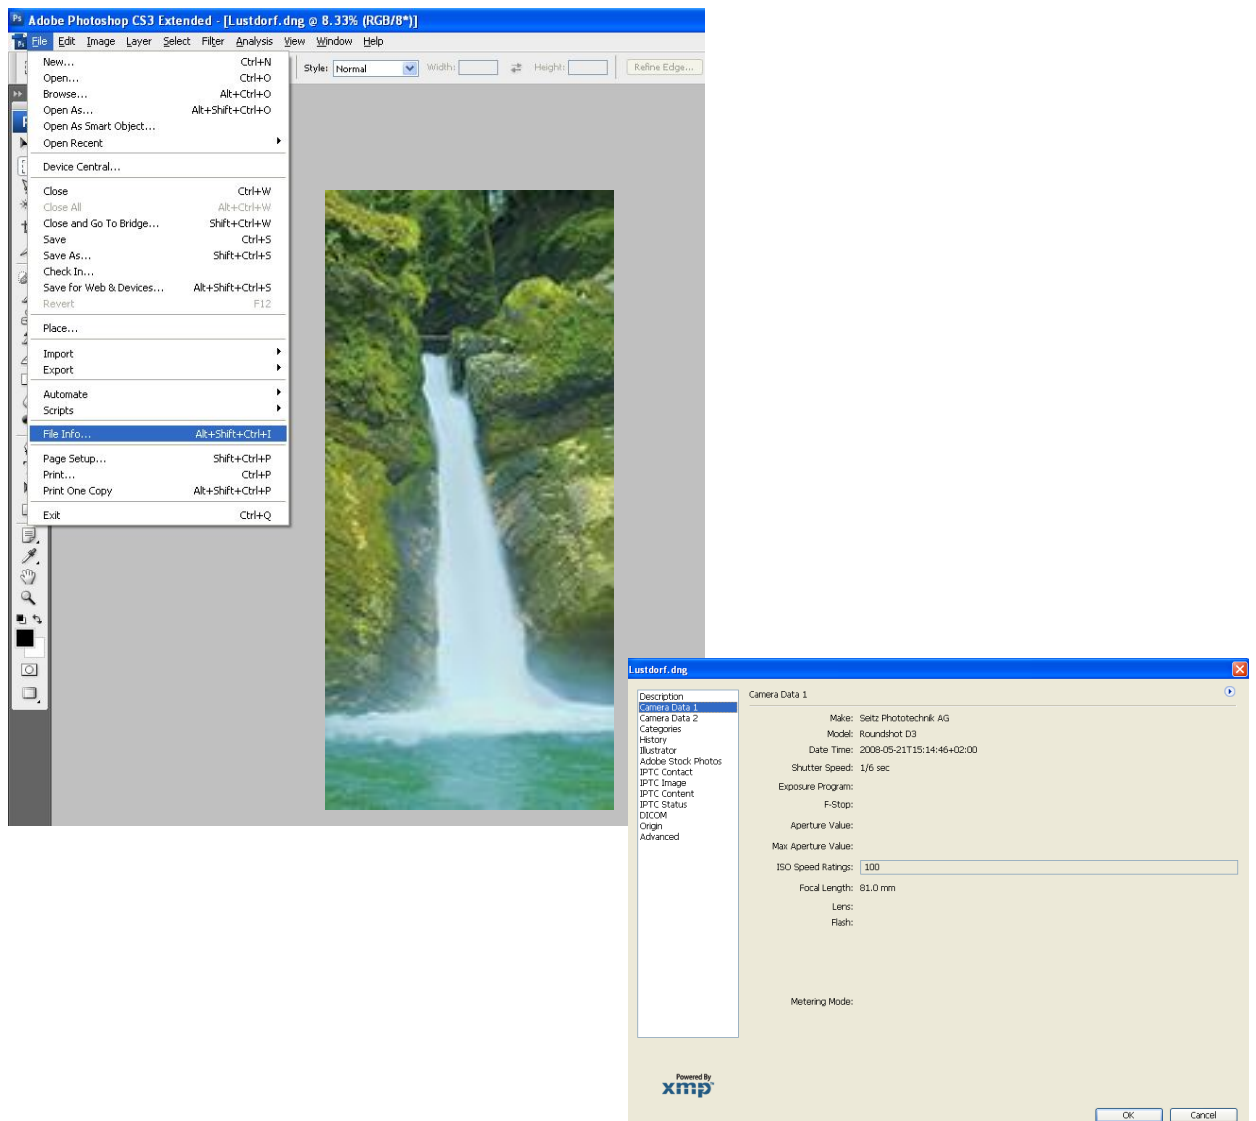 Ps Adobe Photoshop CS3 Extended - [Lustdorf.dng @ 8.33% (RGB/8*)]
File Edit Image Layer Select Filter Analysis View Window Help
Style: Normal Width: Height: Refine Edge...
New... Ctrl+N
Open... Ctrl+O
Browse... Alt+Ctrl+O
Open As... Alt+Shift+Ctrl+O
Open As Smart Object...
Open Recent
Device Central...
Close Ctrl+W
Close All Alt+Ctrl+W
Close and Go To Bridge... Shift+Ctrl+W
Save Ctrl+S
Save As... Shift+Ctrl+S
Check In...
Save for Web & Devices... Alt+Shift+Ctrl+S
Revert F12
Place...
Import
Export
Automate
Scripts
File Info... Alt+Shift+Ctrl+I
Page Setup... Shift+Ctrl+P
Print... Ctrl+P
Print One Copy Alt+Shift+Ctrl+P
Exit Ctrl+Q
Lustdorf.dng
Description
Camera Data 1
Camera Data 2
Categories
History
Illustrator
Adobe Stock Photos
IPTC Contact
IPTC Image
IPTC Content
IPTC Status
DICOM
Origin
Advanced
Powered By
xmp
Camera Data 1
Make: Seitz Phototechnik AG
Model: Roundshot D3
Date Time: 2008-05-21T15:14:46+02:00
Shutter Speed: 1/6 sec
Exposure Program:
F-Stop:
Aperture Value:
Max Aperture Value:
ISO Speed Ratings: 100
Focal Length: 81.0 mm
Lens:
Flash:
Metering Mode:
OK Cancel